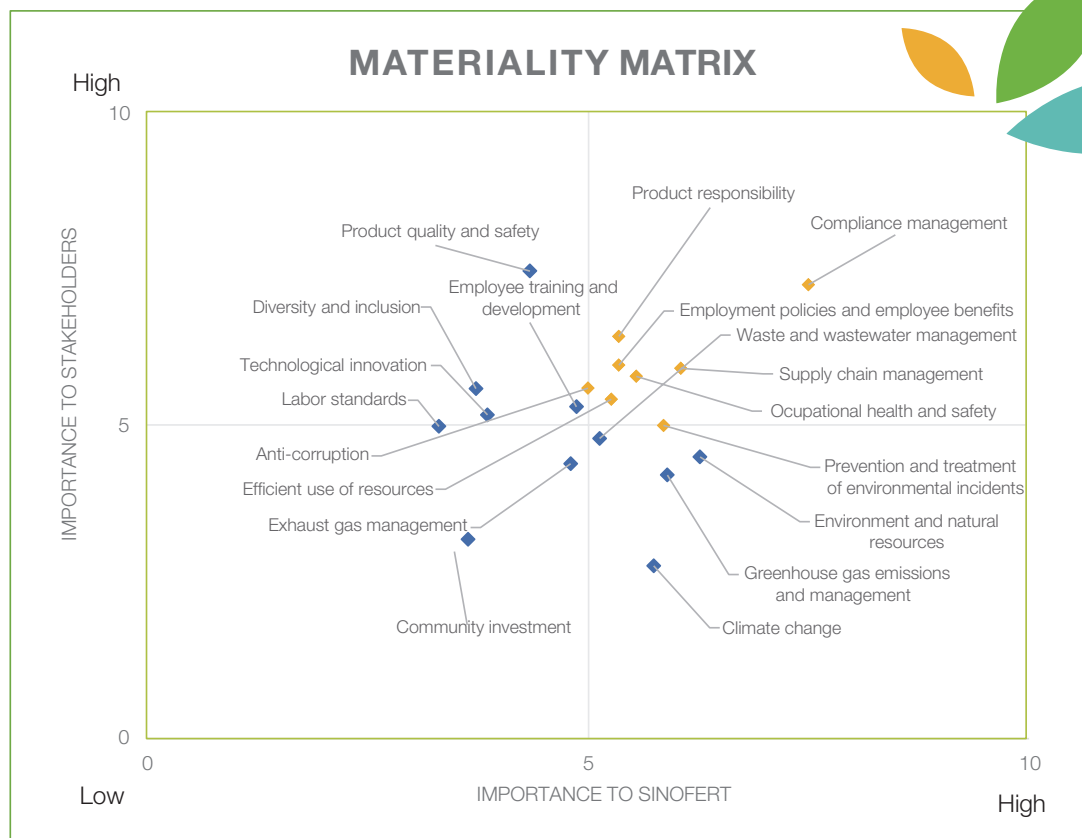 MATERIALITY MATRIX
High
10
Product responsibility
Compliance management
Product quality and safety
Employee training and
development
Diversity and inclusion
Employment policies and employee benefits
Waste and wastewater management
Technological innovation
Supply chain management
Labor standards
Ocupational health and safety
IMPORTANCE TO STAKEHOLDERS
5
Anti-corruption
Prevention and treatment
of environmental incidents
Efficient use of resources
Exhaust gas management
Environment and natural
resources
Greenhouse gas emissions
and management
Community investment
Climate change
0
0
5
10
Low
IMPORTANCE TO SINOFERT
High